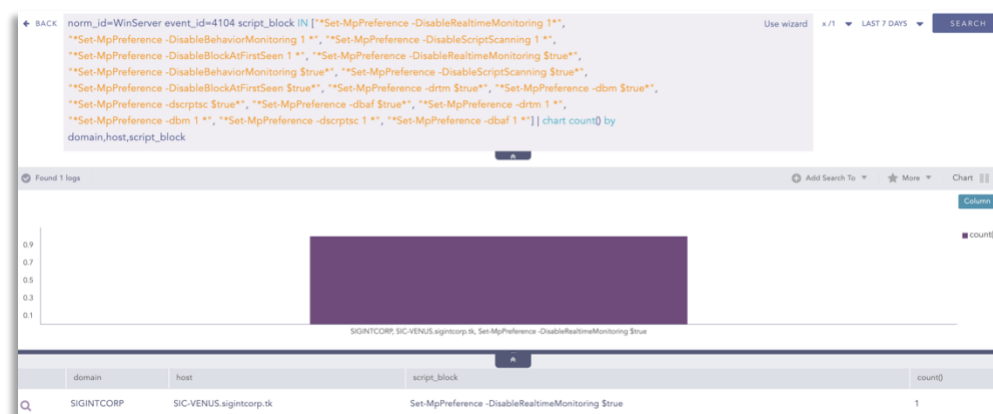 BACK
norm_id=WinServer event_id=4104 script_block IN ["*Set-MpPreference -DisableRealtimeMonitoring 1*",
"*Set-MpPreference -DisableBehaviorMonitoring 1 *", "*Set-MpPreference -DisableScriptScanning 1 *",
"*Set-MpPreference -DisableBlockAtFirstSeen 1 *", "*Set-MpPreference -DisableRealtimeMonitoring $true*",
"*Set-MpPreference -DisableBehaviorMonitoring $true*", "*Set-MpPreference -DisableScriptScanning $true*",
"*Set-MpPreference -DisableBlockAtFirstSeen $true*", "*Set-MpPreference -drtm $true*", "*Set-MpPreference -dbm $true*",
"*Set-MpPreference -dscrptsc $true*", "*Set-MpPreference -dbaf $true*", "*Set-MpPreference -drtm 1 *",
"*Set-MpPreference -dbm 1 *", "*Set-MpPreference -dscrptsc 1 *", "*Set-MpPreference -dbaf 1 *"] | chart count() by
domain,host,script_block
Use wizard
x /1
LAST 7 DAYS
SEARCH
Found 1 logs
Add Search To
More
Chart
Column
count()
0.9
0.7
0.5
0.3
0.1
SIGINTCORP, SIC-VENUS.sigintcorp.tk, Set-MpPreference -DisableRealtimeMonitoring $true
domain host script_block count()
SIGINTCORP SIC-VENUS.sigintcorp.tk Set-MpPreference -DisableRealtimeMonitoring $true 1